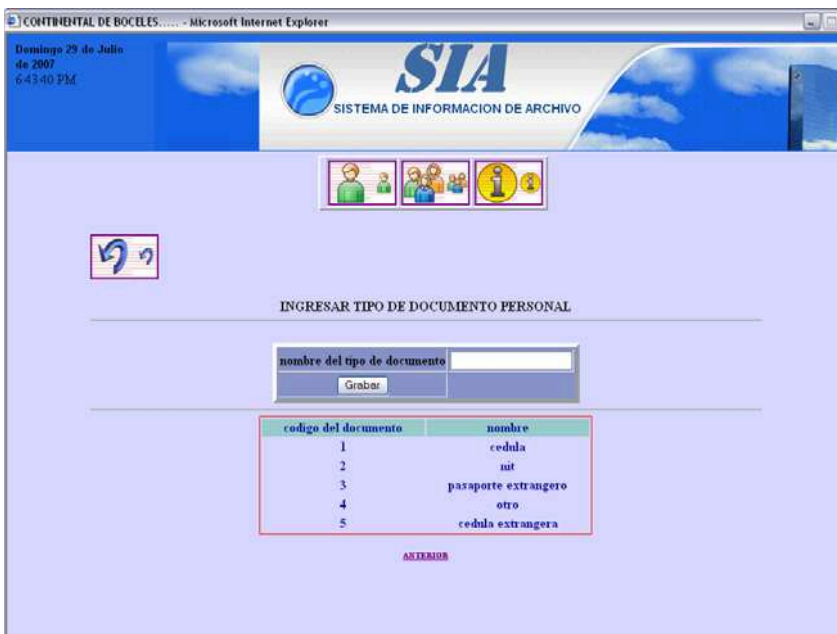 CONTINENTAL DE BOCELES..... - Microsoft Internet Explorer
Domingo 29 de Julio
de 2007
6:43:40 PM
SIA
SISTEMA DE INFORMACION DE ARCHIVO
INGRESAR TIPO DE DOCUMENTO PERSONAL
nombre del tipo de documento
Grabar
codigo del documento nombre
1 cedula
2 nit
3 pasaporte extrangero
4 otro
5 cedula extrangera
ANTERIOR